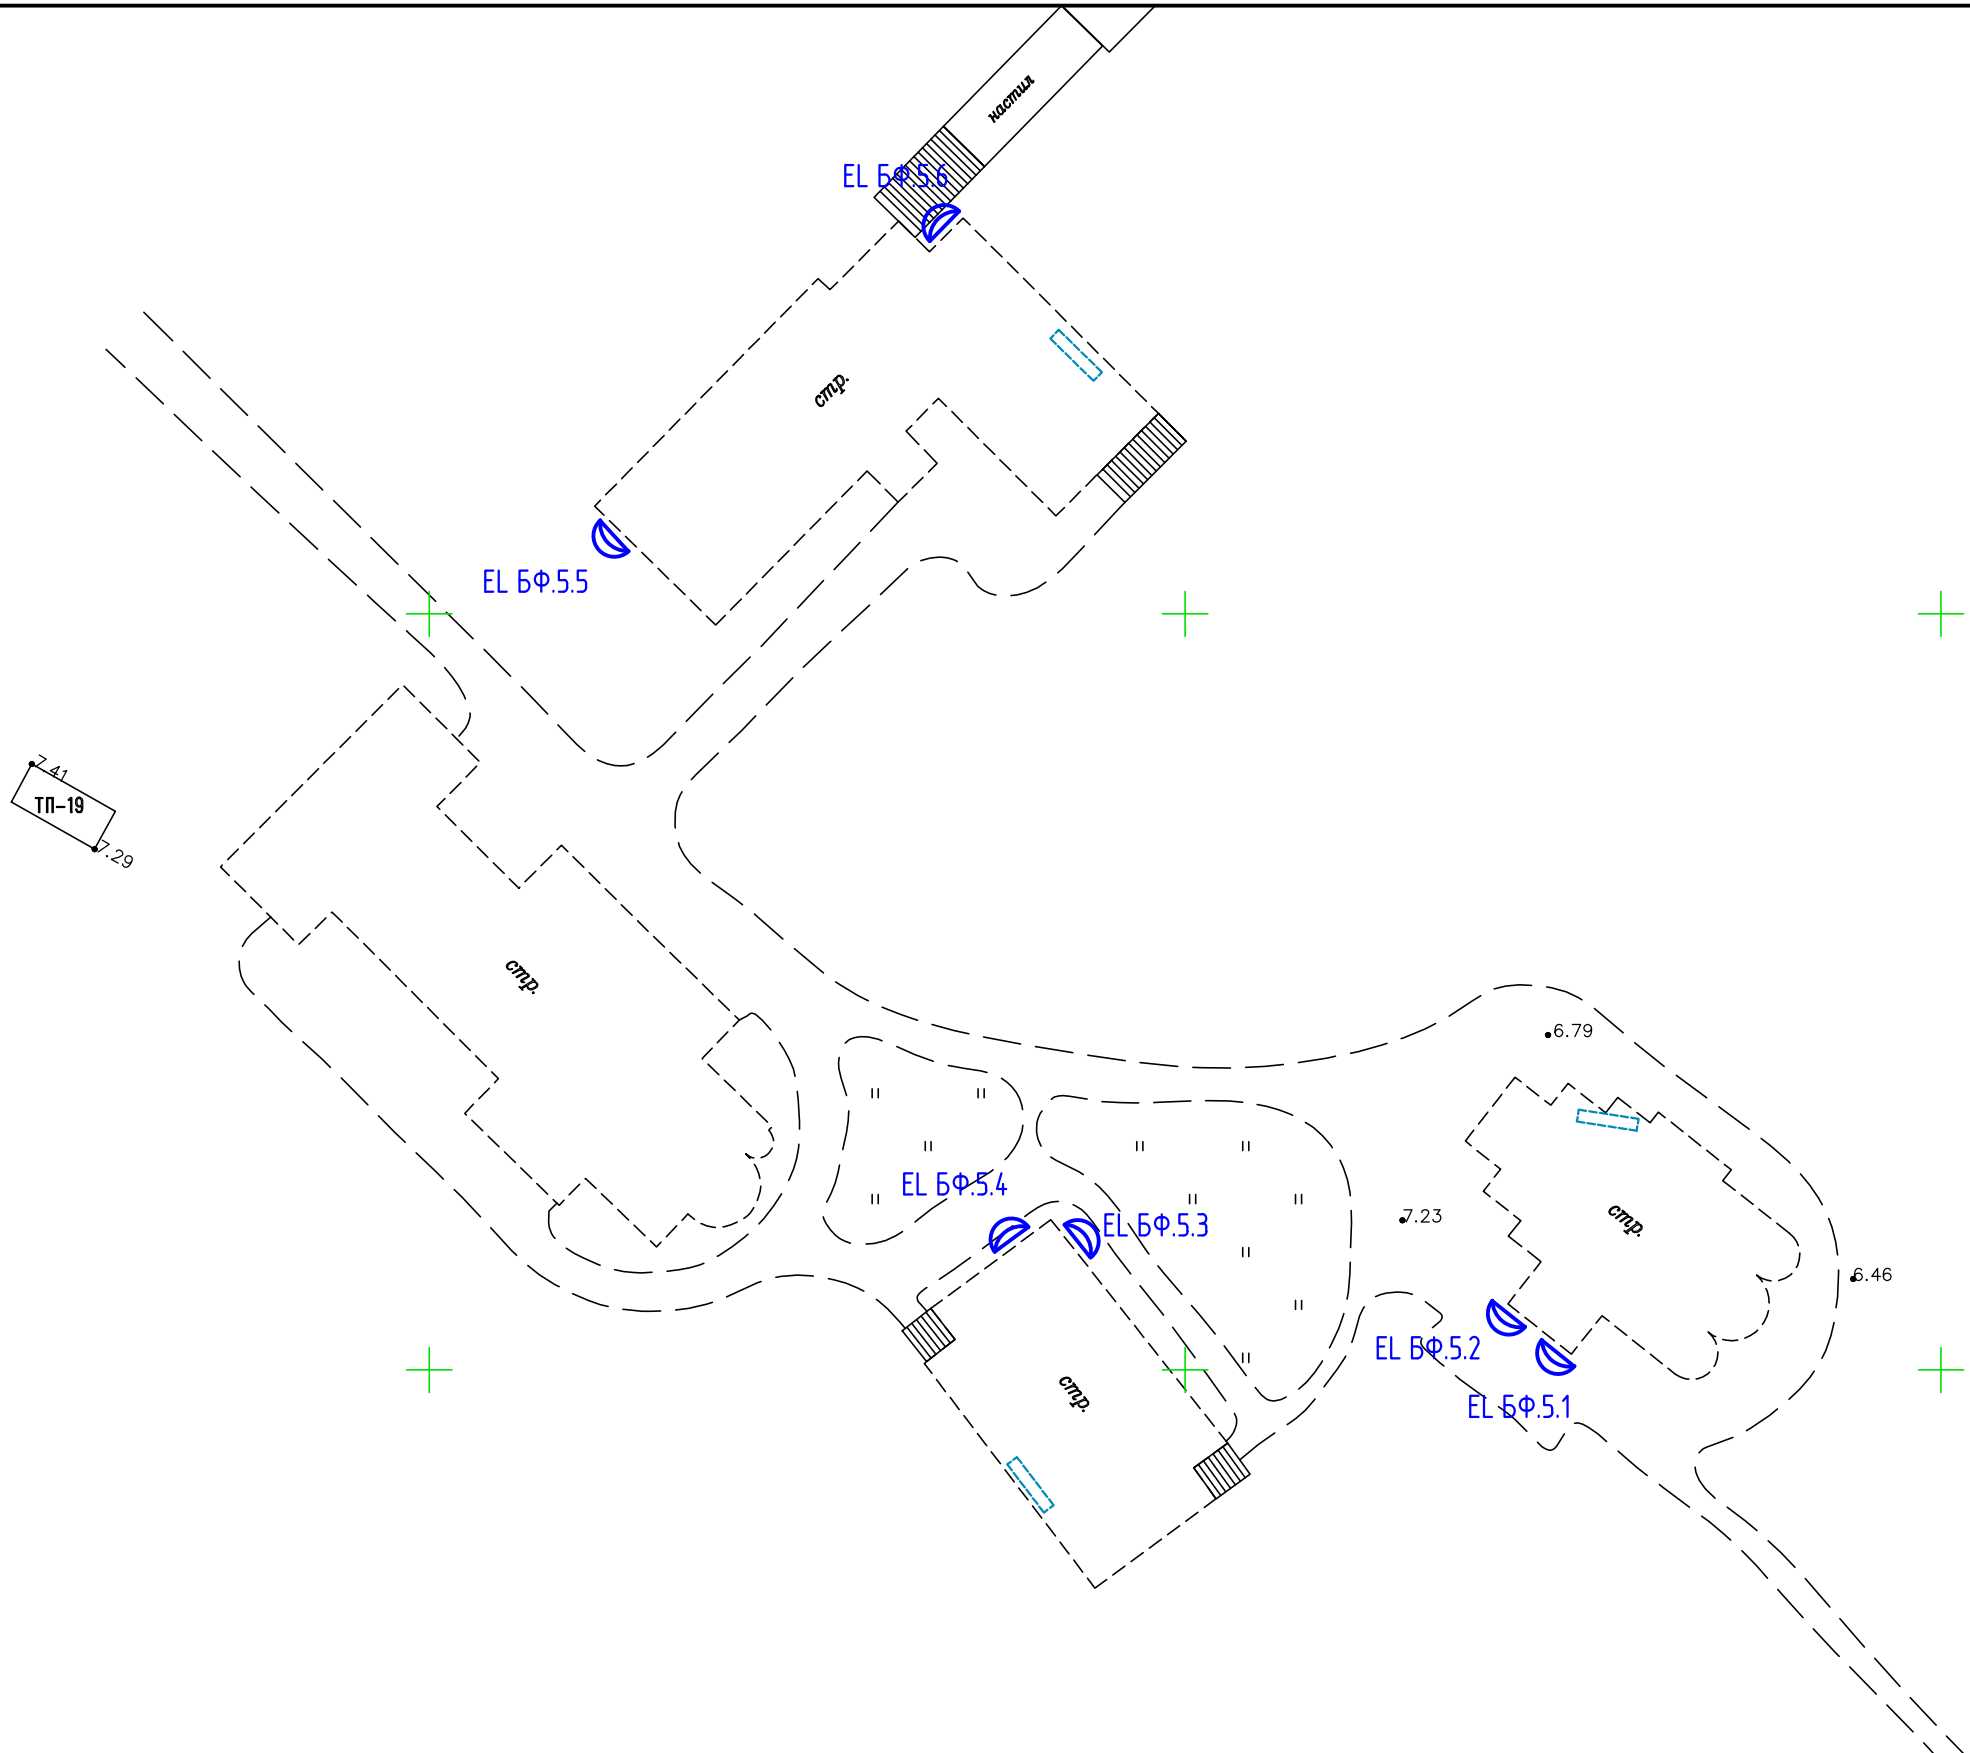 настил
EL БФ.5.6
стр.
EL БФ.5.5
7.41
ТП-19
7.29
стр.
6.79
EL БФ.5.4
EL БФ.5.3
7.23
стр.
6.46
EL БФ.5.2
стр.
EL БФ.5.1